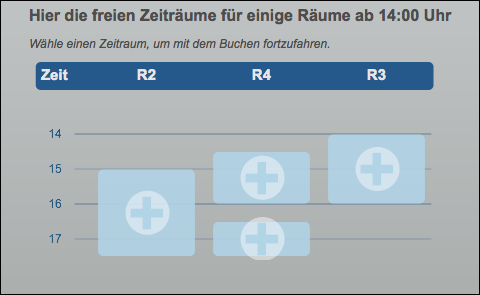 Hier die freien Zeiträume für einige Räume ab 14:00 Uhr
Wähle einen Zeitraum, um mit dem Buchen fortzufahren.
Zeit R2 R4 R3
14
15
16
17